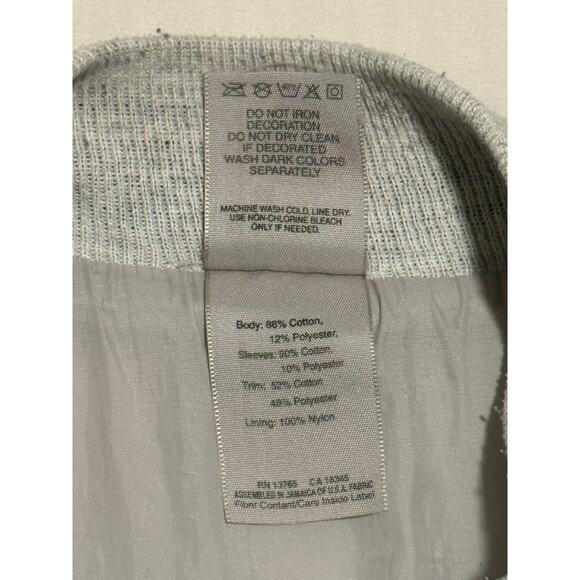 DO NOT IRON
DECORATION
DO NOT DRY CLEAN
IF DECORATED
WASH DARK COLORS
SEPARATELY
MACHINE WASH COLD, LINE DRY.
USE NON-CHLORINE BLEACH
ONLY IF NEEDED.
Body: 88% Cotton,
12% Polyester.
Sleeves: 90% Cotton,
10% Polyester
Trim: 52% Cotton
48% Polyester
Lining: 100% Nylon
RN 13765 CA 18345
ASSEMBLED IN JAMAICA OF U.S.A. FABRIC
Fiber Contant/Care Inside Label